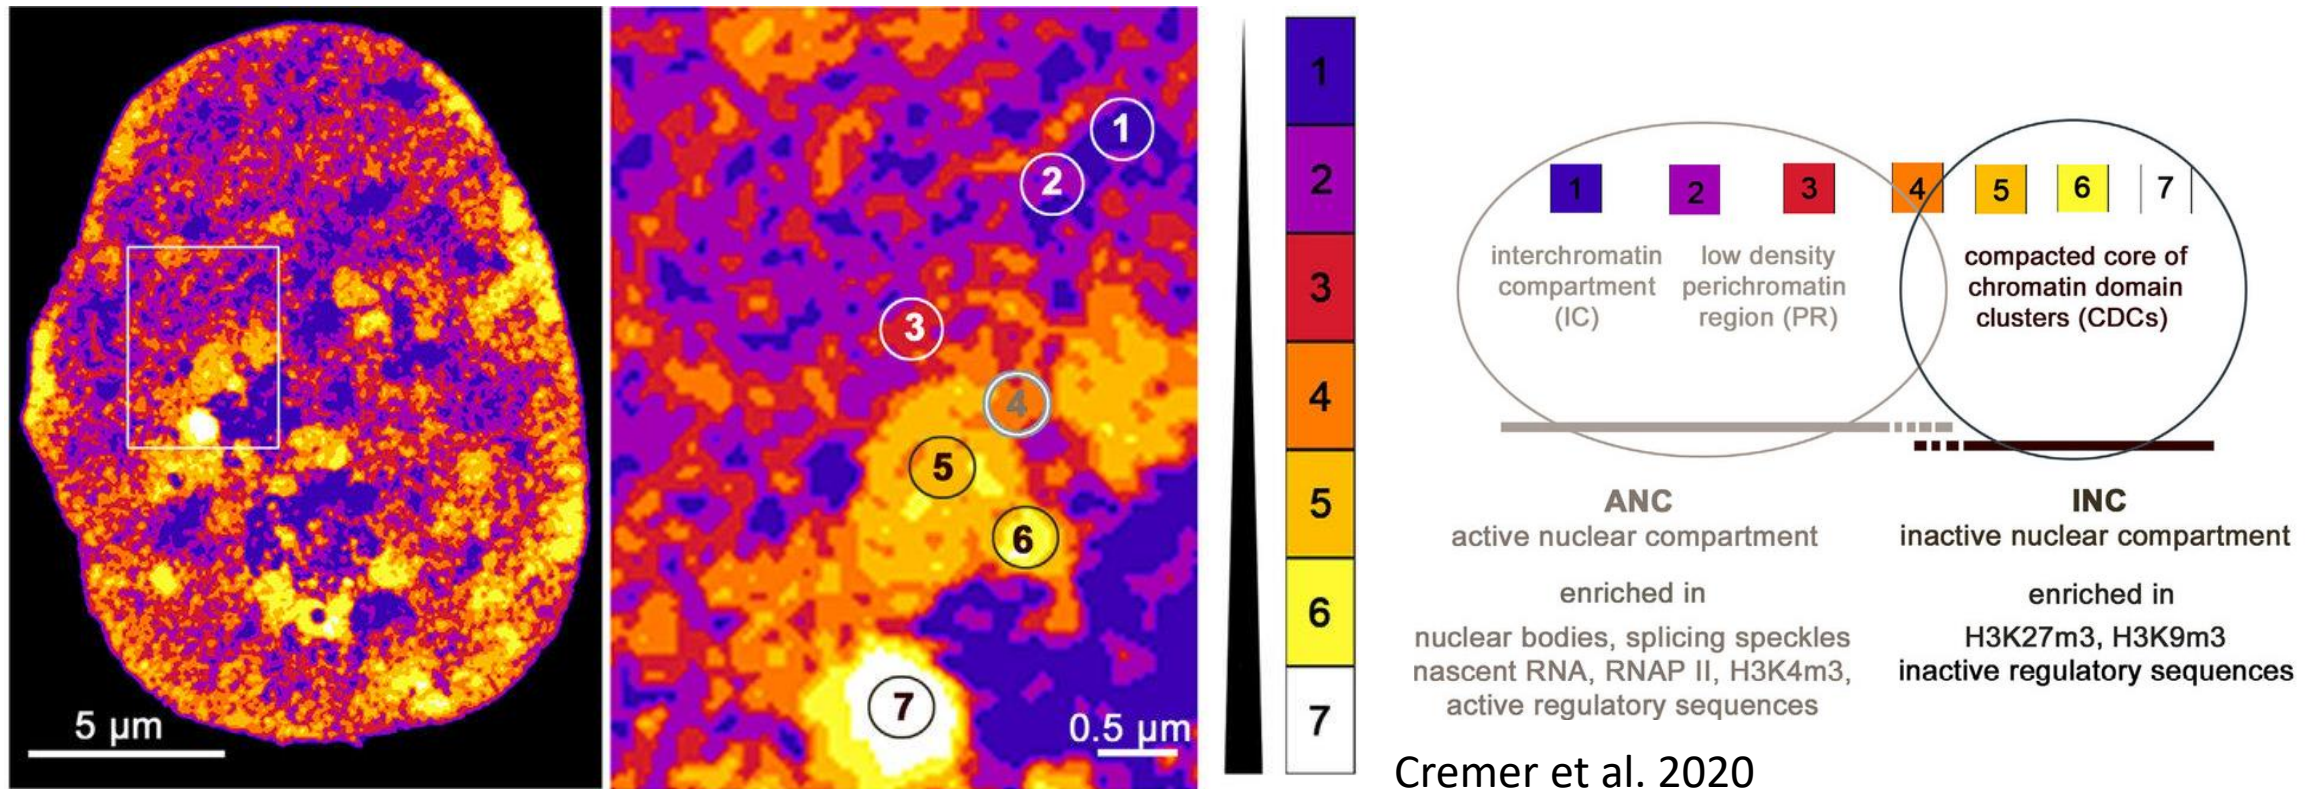 5 µm
1
2
3
4
5
6
7
0.5 µm
1
2
3
4
5
6
7
1 2 3 4 5 6 7
interchromatin
compartment
(IC)
low density
perichromatin
region (PR)
compacted core of
chromatin domain
clusters (CDCs)
ANC
active nuclear compartment
enriched in
nuclear bodies, splicing speckles
nascent RNA, RNAP II, H3K4m3,
active regulatory sequences
INC
inactive nuclear compartment
enriched in
H3K27m3, H3K9m3
inactive regulatory sequences
Cremer et al. 2020